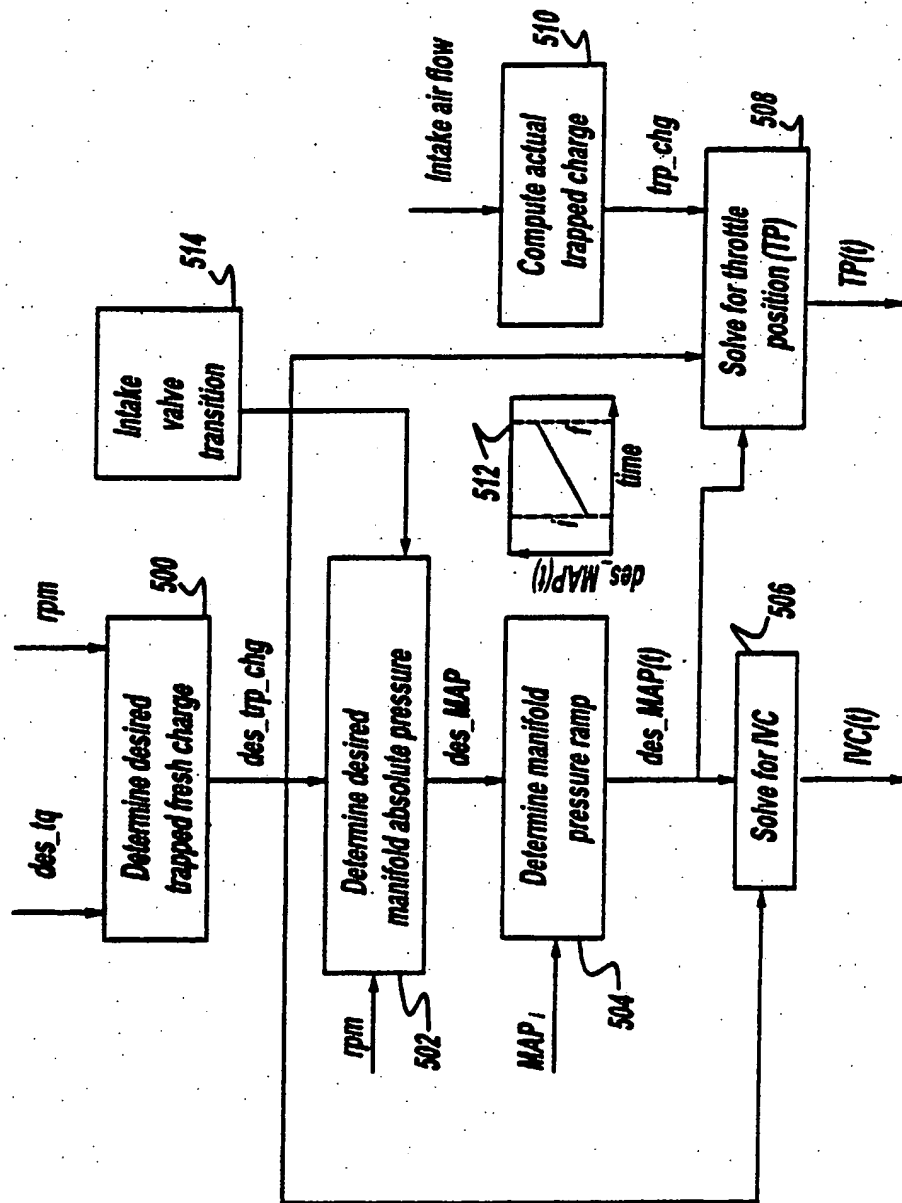 des_tq
rpm
500
Determine desired
trapped fresh charge
des_trp_chg
514
Intake
valve
transition
rpm
502
Determine desired
manifold absolute pressure
des_MAP
MAP i
504
Determine manifold
pressure ramp
512
des_MAP(t)
i
f
time
des_MAP(t)
506
Solve for IVC
IVC(t)
Intake air flow
510
Compute actual
trapped charge
trp_chg
508
Solve for throttle
position (TP)
TP(t)